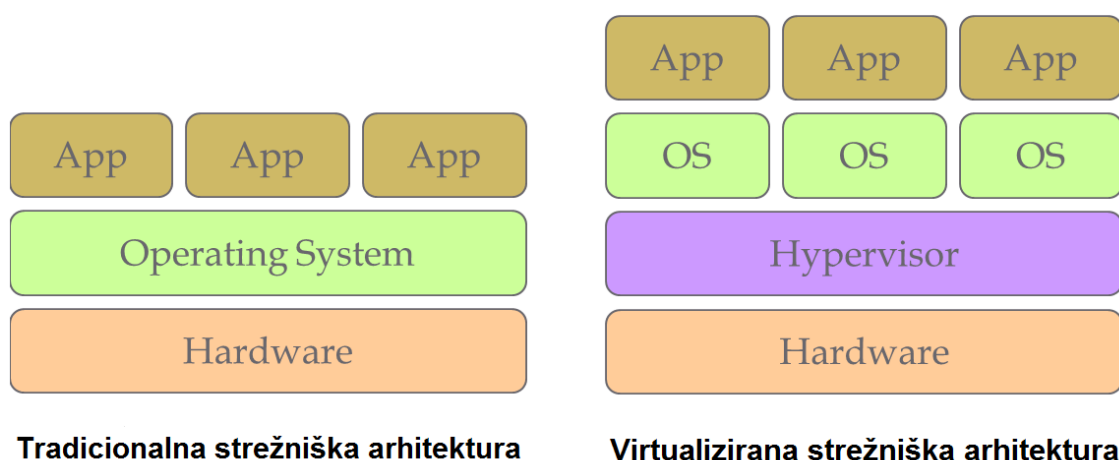 App App App
Operating System
Hardware
Tradicionalna strežniška arhitektura
App App App
OS OS OS
Hypervisor
Hardware
Virtualizirana strežniška arhitektura